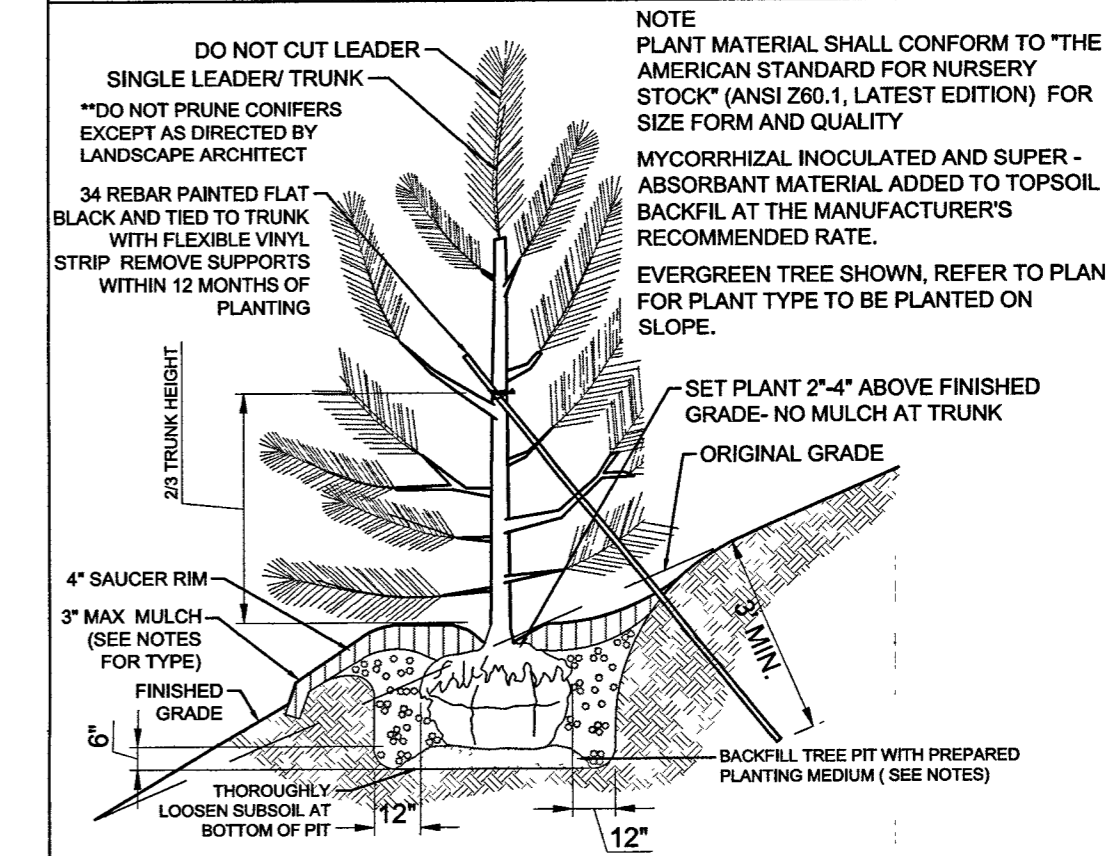 DO NOT CUT LEADER
SINGLE LEADER/ TRUNK
**DO NOT PRUNE CONIFERS
EXCEPT AS DIRECTED BY
LANDSCAPE ARCHITECT
34 REBAR PAINTED FLAT
BLACK AND TIED TO TRUNK
WITH FLEXIBLE VINYL
STRIP REMOVE SUPPORTS
WITHIN 12 MONTHS OF
PLANTING
2/3 TRUNK HEIGHT
4" SAUCER RIM
3" MAX MULCH
(SEE NOTES
FOR TYPE)
FINISHED
GRADE
6"
THOROUGHLY
LOOSEN SUBSOIL AT
BOTTOM OF PIT
12"
12"
NOTE
PLANT MATERIAL SHALL CONFORM TO "THE
AMERICAN STANDARD FOR NURSERY
STOCK" (ANSI Z60.1, LATEST EDITION) FOR
SIZE FORM AND QUALITY
MYCORRHIZAL INOCULATED AND SUPER -
ABSORBANT MATERIAL ADDED TO TOPSOIL
BACKFIL AT THE MANUFACTURER'S
RECOMMENDED RATE.
EVERGREEN TREE SHOWN, REFER TO PLAN
FOR PLANT TYPE TO BE PLANTED ON
SLOPE.
SET PLANT 2"-4" ABOVE FINISHED
GRADE- NO MULCH AT TRUNK
ORIGINAL GRADE
3' MIN.
BACKFILL TREE PIT WITH PREPARED
PLANTING MEDIUM ( SEE NOTES)